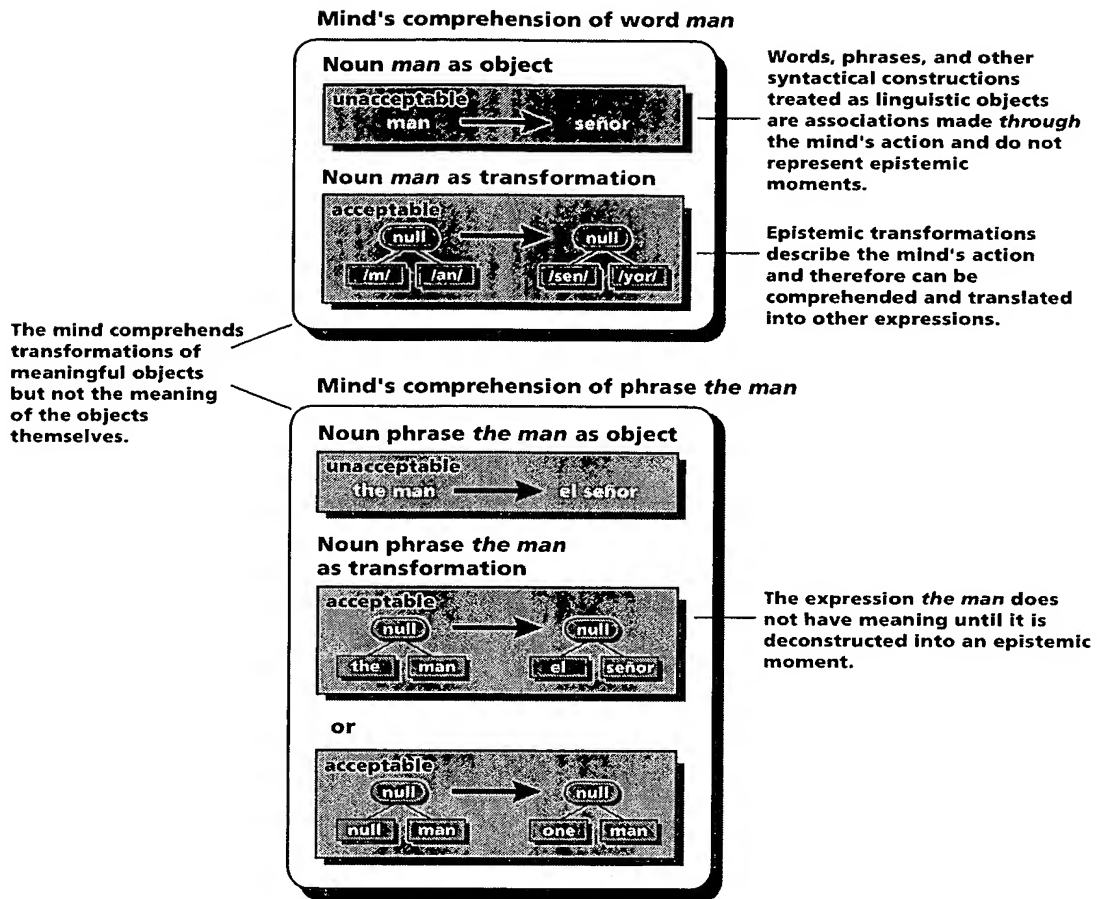 Mind's comprehension of word man
Noun man as object
unacceptable
man
señor
Words, phrases, and other
syntactical constructions
treated as linguistic objects
are associations made through
the mind's action and do not
represent epistemic
moments.
Noun man as transformation
acceptable
null
null
/m/
/an/
/sen/
/yor/
Epistemic transformations
describe the mind's action
and therefore can be
comprehended and translated
into other expressions.
The mind comprehends
transformations of
meaningful objects
but not the meaning
of the objects
themselves.
Mind's comprehension of phrase the man
Noun phrase the man as object
unacceptable
the man
el señor
Noun phrase the man
as transformation
acceptable
null
null
the
man
el
señor
The expression the man does
not have meaning until it is
deconstructed into an epistemic
moment.
or
acceptable
null
null
null
man
one
man